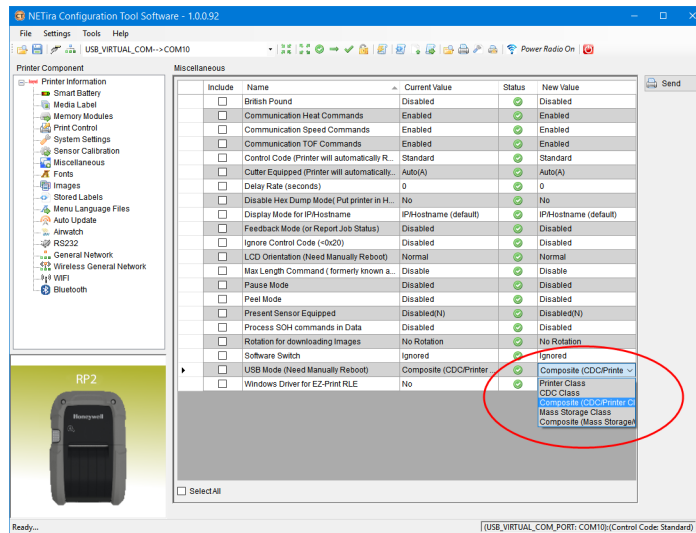 NETira Configuration Tool Software - 1.0.0.92
File Settings Tools Help
USB_VIRTUAL_COM-->COM10 Power Radio On
Printer Component
Printer Information
Smart Battery
Media Label
Memory Modules
Print Control
System Settings
Sensor Calibration
Miscellaneous
Fonts
Images
Stored Labels
Menu Language Files
Auto Update
Airwatch
RS232
General Network
Wireless General Network
WIFI
Bluetooth
RP2
Honeywell
Miscellaneous
Include Name Current Value Status New Value
British Pound Disabled Disabled
Communication Heat Commands Enabled Enabled
Communication Speed Commands Enabled Enabled
Communication TOF Commands Enabled Enabled
Control Code (Printer will automatically R... Standard Standard
Cutter Equipped (Printer will automatically... Auto(A) Auto(A)
Delay Rate (seconds) 0 0
Disable Hex Dump Mode( Put printer in H... No No
Display Mode for IP/Hostname IP/Hostname (default) IP/Hostname (default)
Feedback Mode (or Report Job Status) Disabled Disabled
Ignore Control Code (<0x20) Disabled Disabled
LCD Orientation (Need Manually Reboot) Normal Normal
Max Length Command ( formerly known a... Disable Disable
Pause Mode Disabled Disabled
Peel Mode Disabled Disabled
Present Sensor Equipped Disabled(N) Disabled(N)
Process SOH commands in Data Disabled Disabled
Rotation for downloading Images No Rotation No Rotation
Software Switch Ignored Ignored
USB Mode (Need Manually Reboot) Composite (CDC/Printer ... Composite (CDC/Printe
Windows Driver for EZ-Print RLE No
Printer Class
CDC Class
Composite (CDC/Printer Cl
Mass Storage Class
Composite (Mass Storage/
SelectAll
Send
Ready... (USB_VIRTUAL_COM_PORT: COM10):(Control Code: Standard)